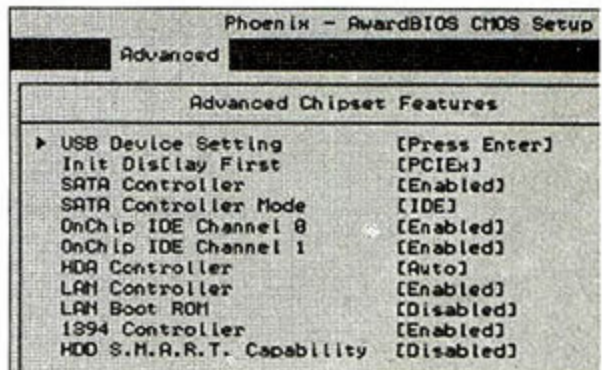 Phoenix - AwardBIOS CMOS Setup
Advanced
Advanced Chipset Features
▶ USB Device Setting [Press Enter]
Init DisClay First [PCIEx]
SATA Controller [Enabled]
SATA Controller Mode [IDE]
OnChip IDE Channel 0 [Enabled]
OnChip IDE Channel 1 [Enabled]
HDA Controller [Auto]
LAN Controller [Enabled]
LAN Boot ROM [Disabled]
1394 Controller [Enabled]
HDD S.M.A.R.T. Capability [Disabled]